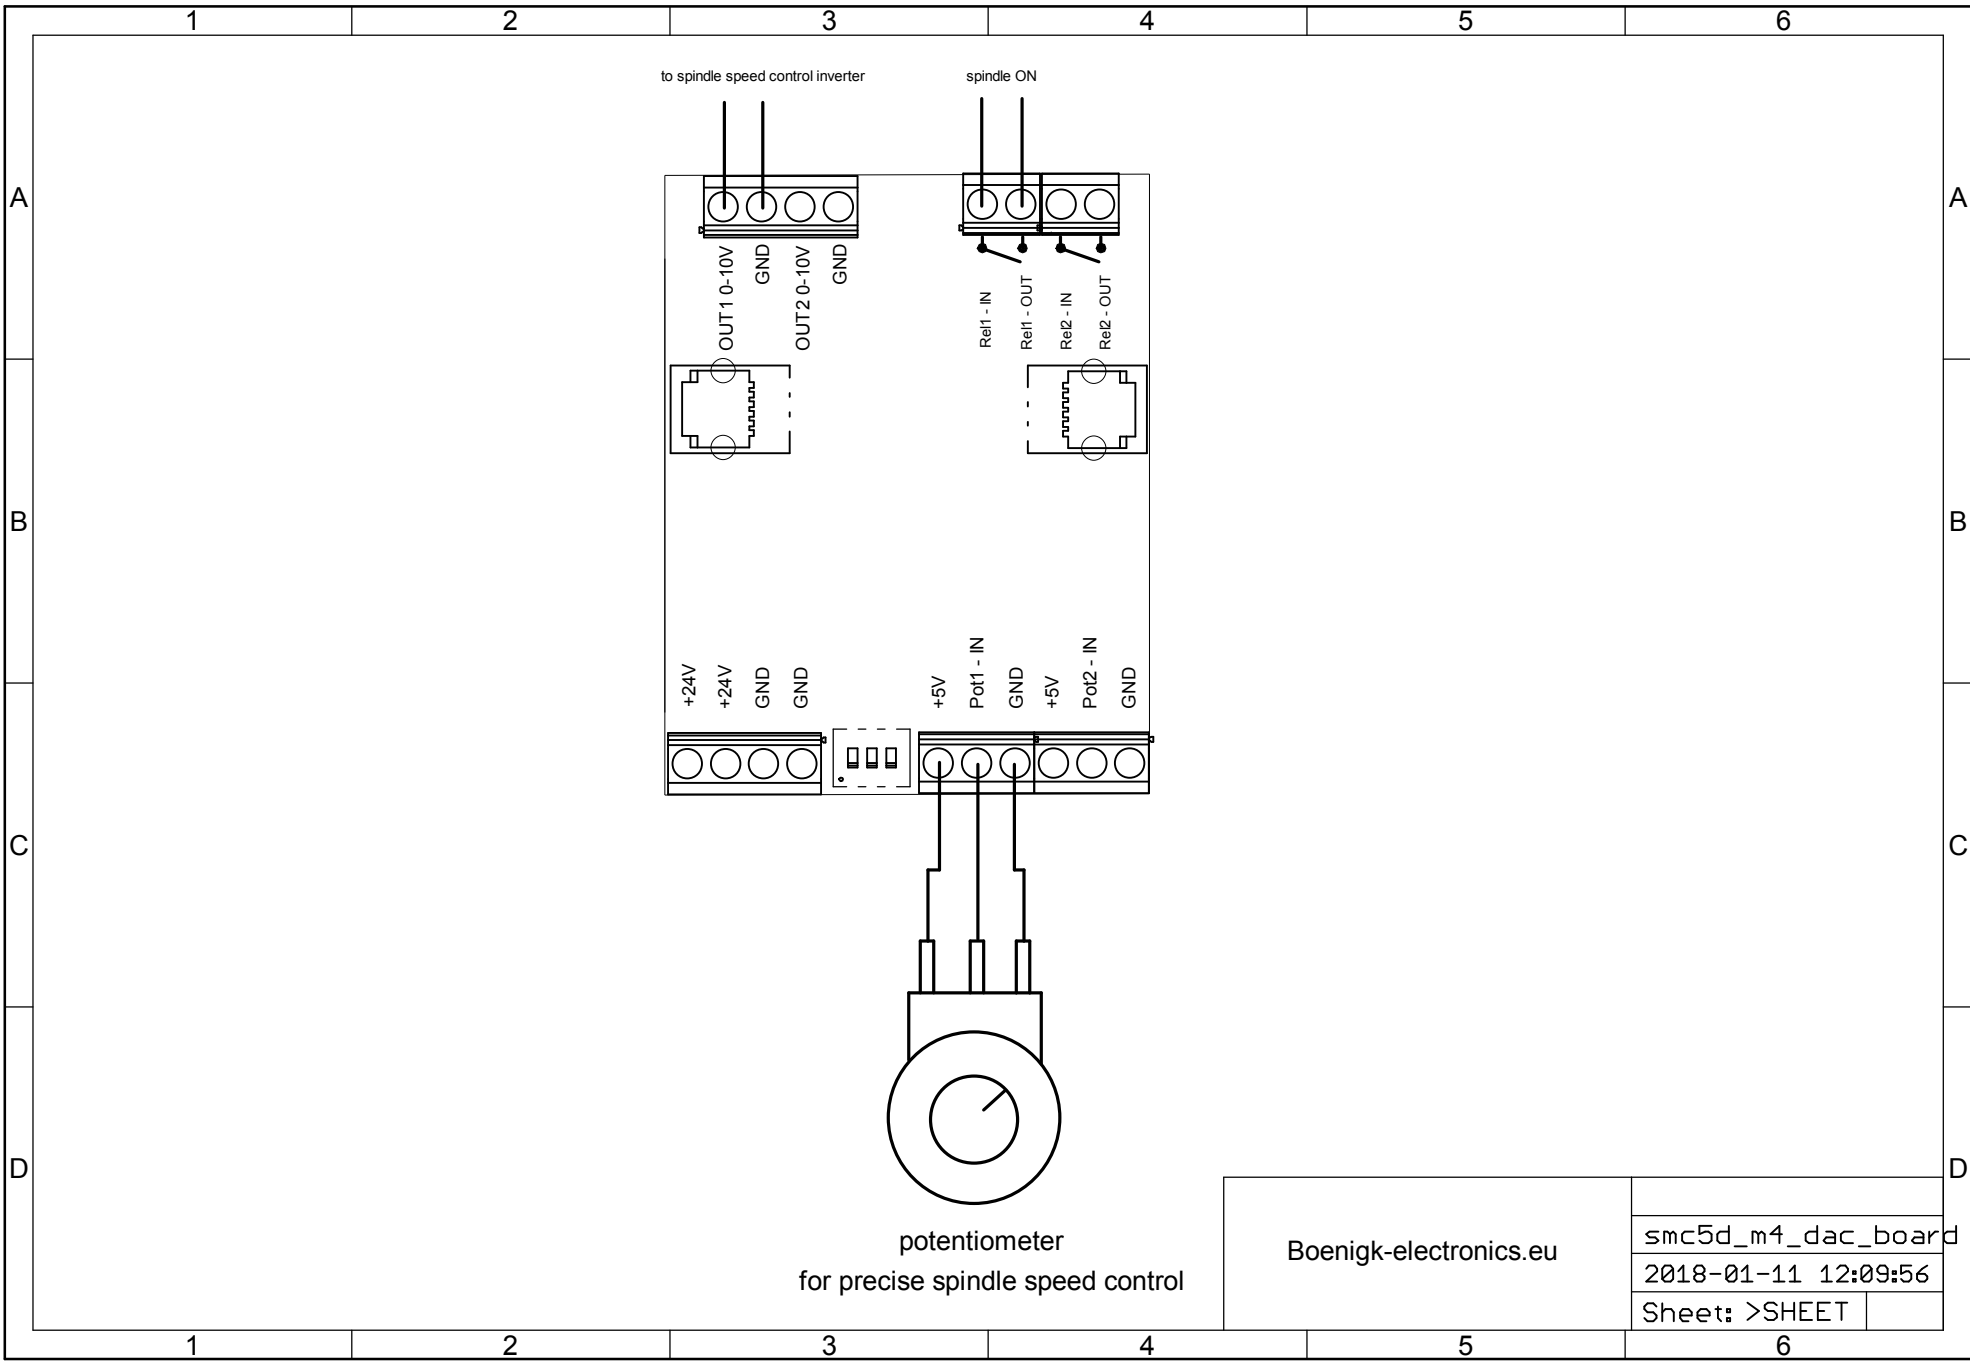 1 2 3 4 5 6
to spindle speed control inverter
spindle ON
A A
OUT1 0-10V
GND
OUT2 0-10V
GND
Rel1 - IN
Rel1 - OUT
Rel2 - IN
Rel2 - OUT
B B
+24V
+24V
GND
GND
+5V
Pot1 - IN
GND
+5V
Pot2 - IN
GND
C C
D D
potentiometer
for precise spindle speed control
Boenigk-electronics.eu
smc5d_m4_dac_board
2018-01-11 12:09:56
Sheet: >SHEET
1 2 3 4 5 6